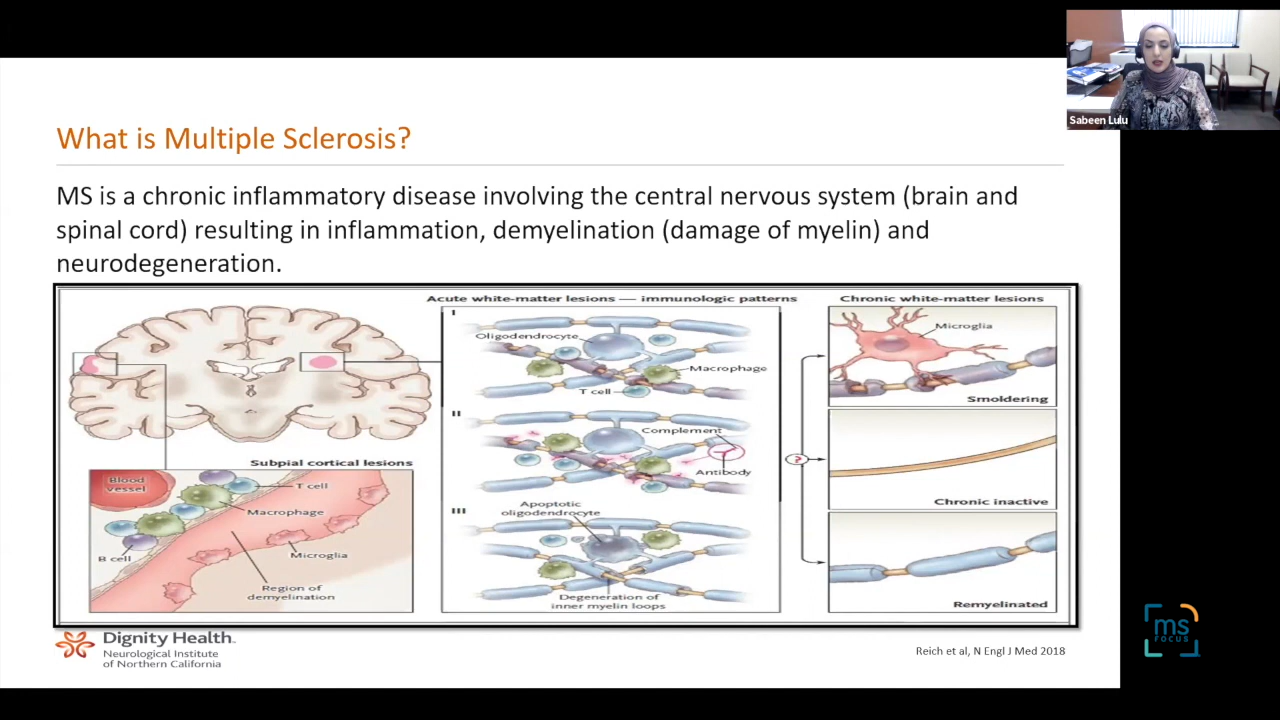 Sabeen Lulu
What is Multiple Sclerosis?
MS is a chronic inflammatory disease involving the central nervous system (brain and
spinal cord) resulting in inflammation, demyelination (damage of myelin) and
neurodegeneration.
Subpial cortical lesions
Blood
vessel
T cell
Macrophage
Microglia
B cell
Region of
demyelination
Acute white-matter lesions — immunologic patterns
I
Oligodendrocyte
Macrophage
T cell
II
Complement
Antibody
III
Apoptotic
oligodendrocyte
Degeneration of
inner myelin loops
?
Chronic white-matter lesions
Microglia
Smoldering
Chronic inactive
Remyelinated
Dignity Health™
Neurological Institute
of Northern California
Reich et al, N Engl J Med 2018
ms
FOCUS